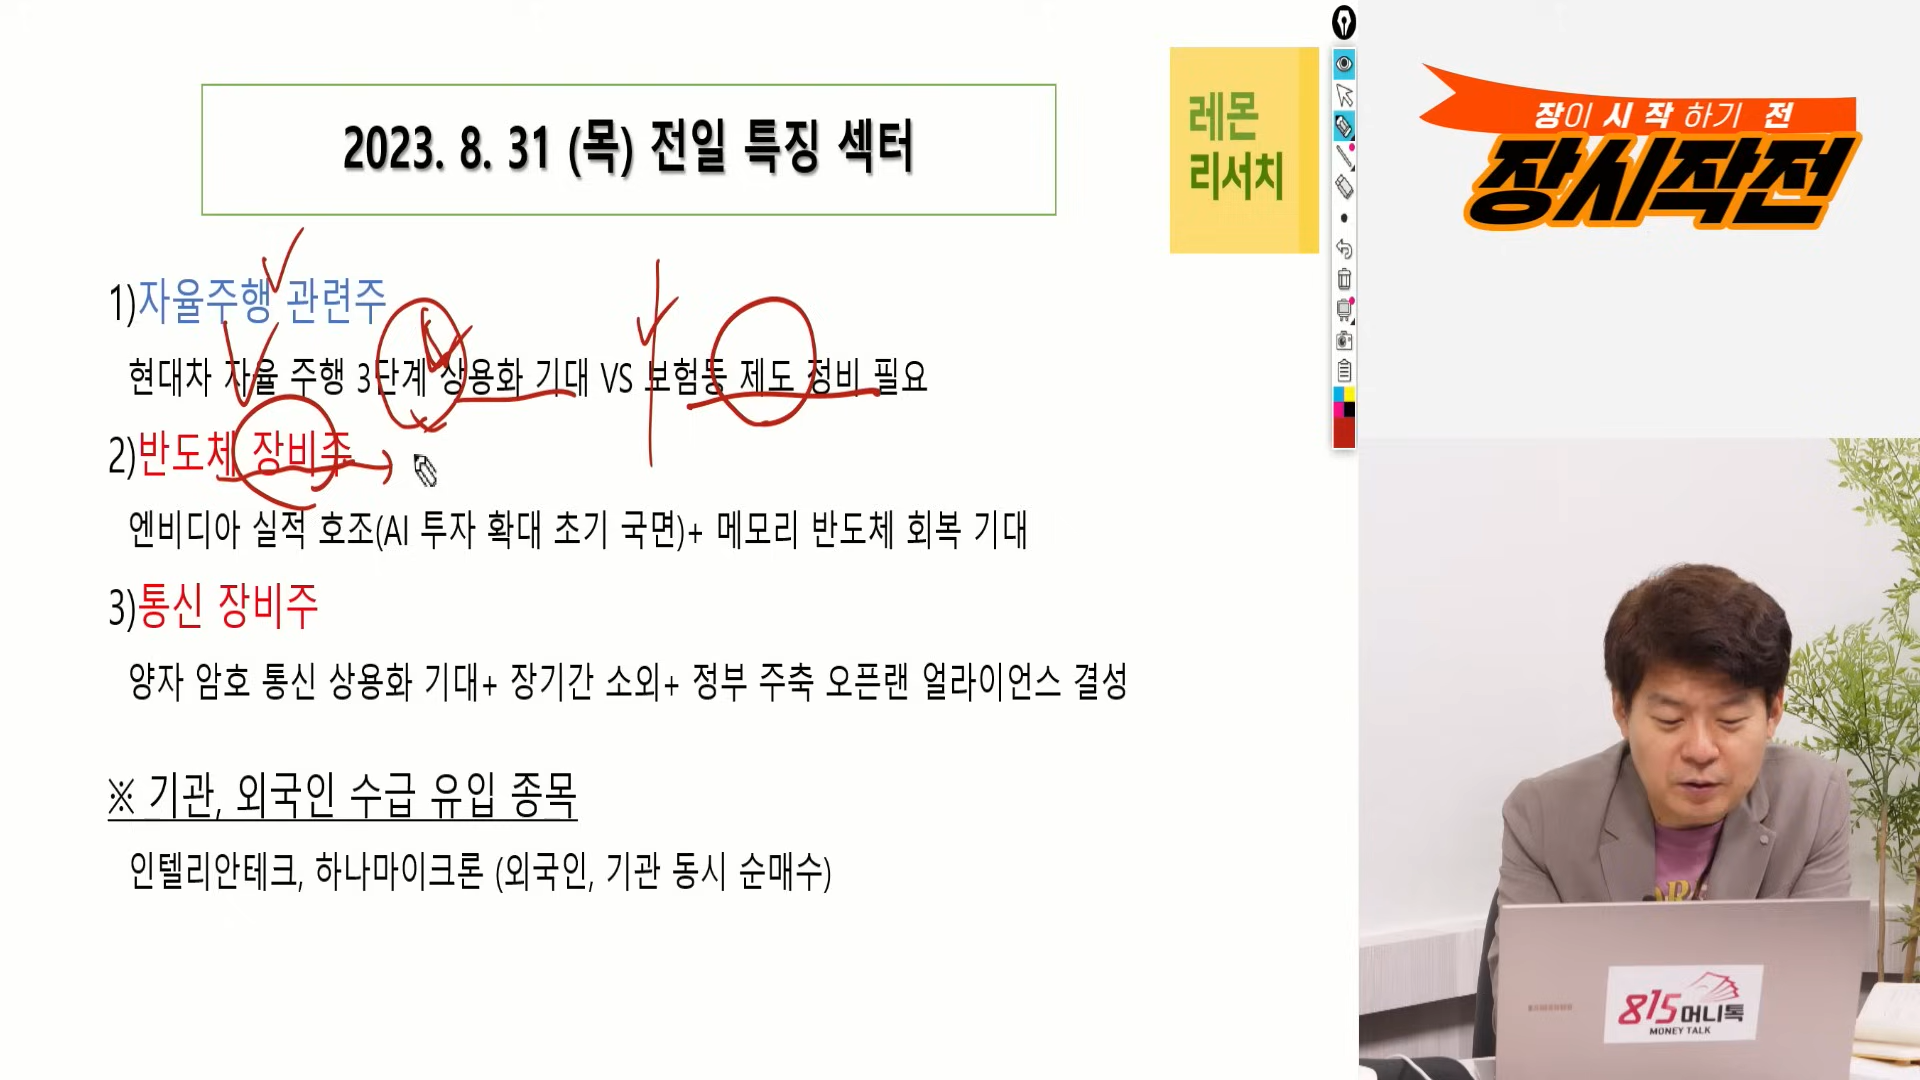 2023. 8. 31 (목) 전일 특징 섹터
레몬
리서치
장이 시작하기 전
장시작전
1)자율주행 관련주
현대차 자율 주행 3단계 상용화 기대 VS 보험등 제도 정비 필요
2)반도체 장비주
엔비디아 실적 호조(AI 투자 확대 초기 국면)+ 메모리 반도체 회복 기대
3)통신 장비주
양자 암호 통신 상용화 기대+ 장기간 소외+ 정부 주축 오픈랜 얼라이언스 결성
※ 기관, 외국인 수급 유입 종목
인텔리안테크, 하나마이크론 (외국인, 기관 동시 순매수)
SAMSUNG
815머니톡
MONEY TALK